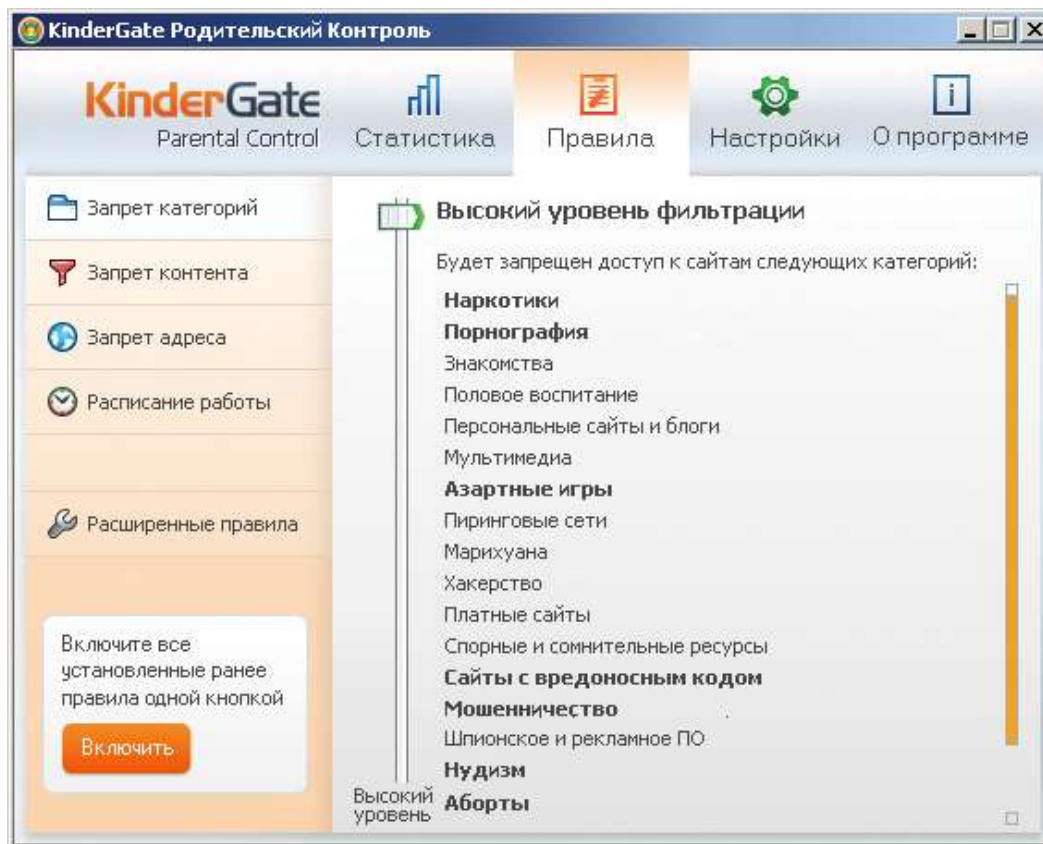 KinderGate Родительский Контроль
KinderGate
Parental Control
Статистика
Правила
Настройки
О программе
Запрет категорий
Запрет контента
Запрет адреса
Расписание работы
Расширенные правила
Включите все
установленные ранее
правила одной кнопкой
Включить
Высокий уровень фильтрации
Будет запрещен доступ к сайтам следующих категорий:
Наркотики
Порнография
Знакомства
Половое воспитание
Персональные сайты и блоги
Мультимедиа
Азартные игры
Пиринговые сети
Марихуана
Хакерство
Платные сайты
Спорные и сомнительные ресурсы
Сайты с вредоносным кодом
Мошенничество
Шпионское и рекламное ПО
Нудизм
Аборты
Высокий
уровень